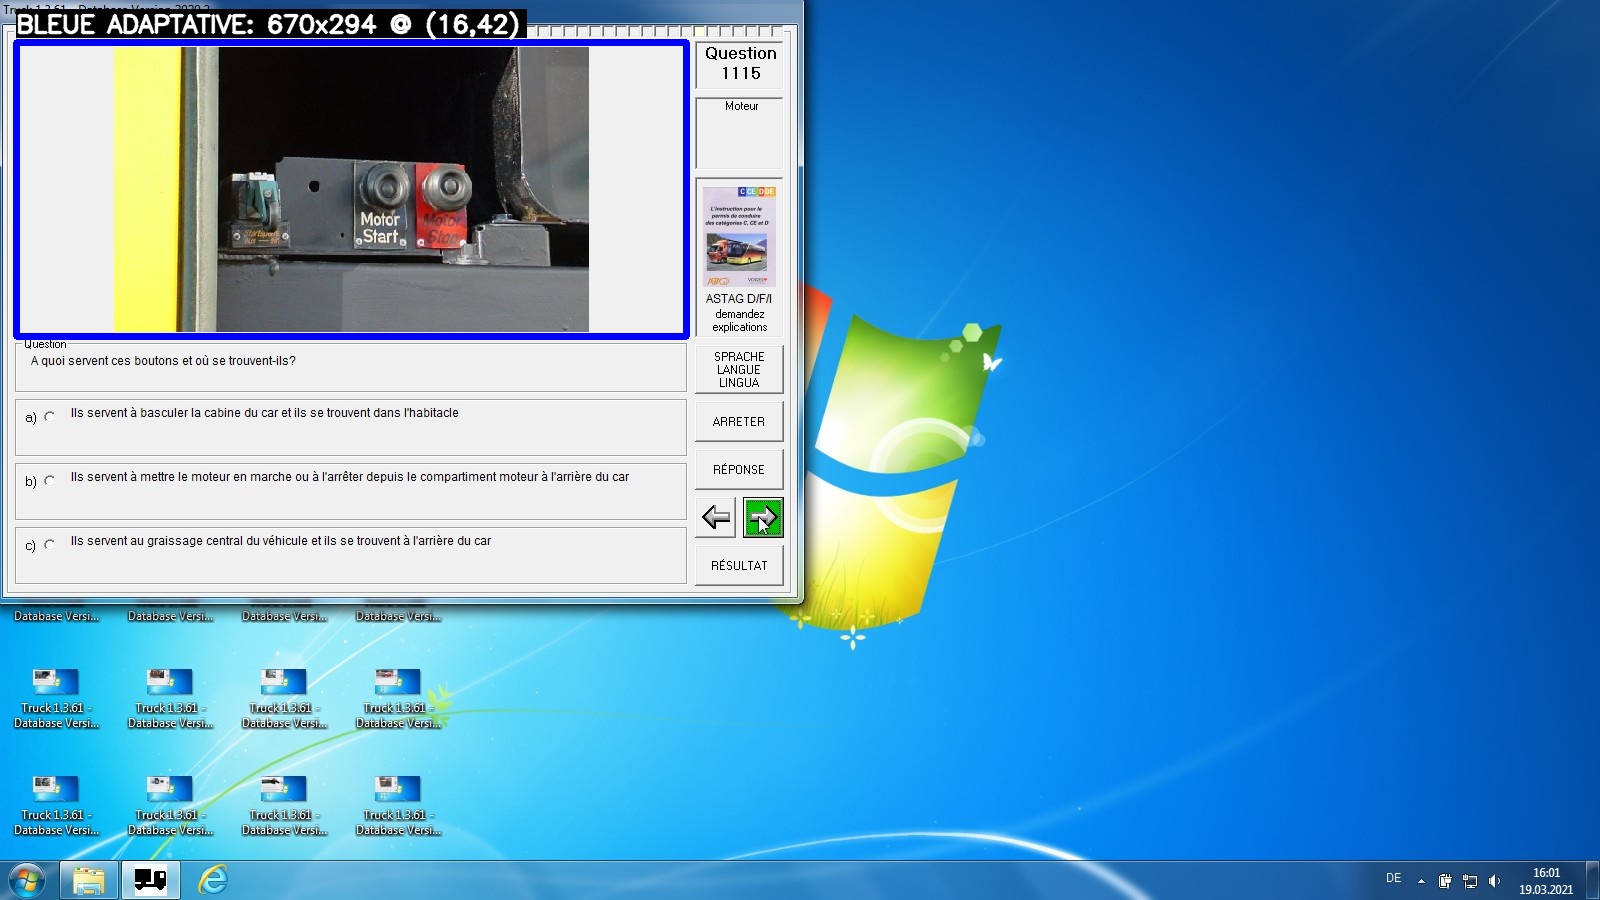 Truck 1.3.61 - Database Version 2020.2
BLEUE ADAPTATIVE: 670x294 @ (16,42)
Motor
Start
Motor
Stop
Question
1115
Moteur
C CE D DE
L'instruction pour le
permis de conduire
des catégories C, CE et D
ASTAG D/F/I
demandez
explications
Question
A quoi servent ces boutons et où se trouvent-ils?
a) Ils servent à basculer la cabine du car et ils se trouvent dans l'habitacle
b) Ils servent à mettre le moteur en marche ou à l'arrêter depuis le compartiment moteur à l'arrière du car
c) Ils servent au graissage central du véhicule et ils se trouvent à l'arrière du car
SPRACHE
LANGUE
LINGUA
ARRETER
RÉPONSE
RÉSULTAT
Database Versi... Database Versi... Database Versi... Database Versi...
Truck 1.3.61 - Truck 1.3.61 - Truck 1.3.61 - Truck 1.3.61 -
Database Versi... Database Versi... Database Versi... Database Versi...
Truck 1.3.61 - Truck 1.3.61 - Truck 1.3.61 - Truck 1.3.61 -
Database Versi... Database Versi... Database Versi... Database Versi...
DE
16:01
19.03.2021